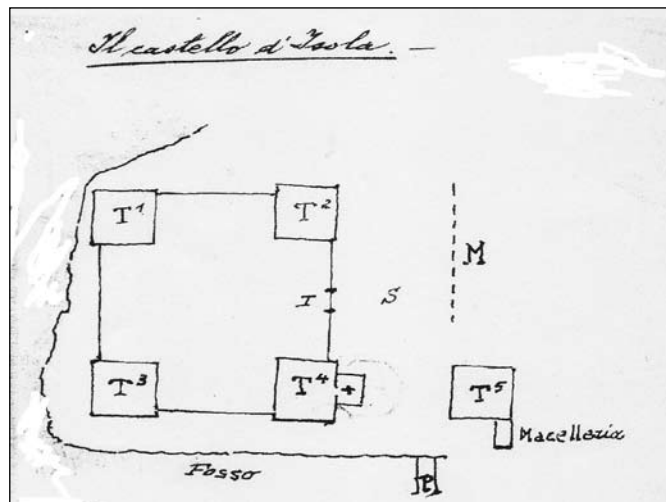 Il castello d'Isola. —
T¹ T²
M
I S
T³ T⁴ + T⁵
Macelleria
Fosso
P